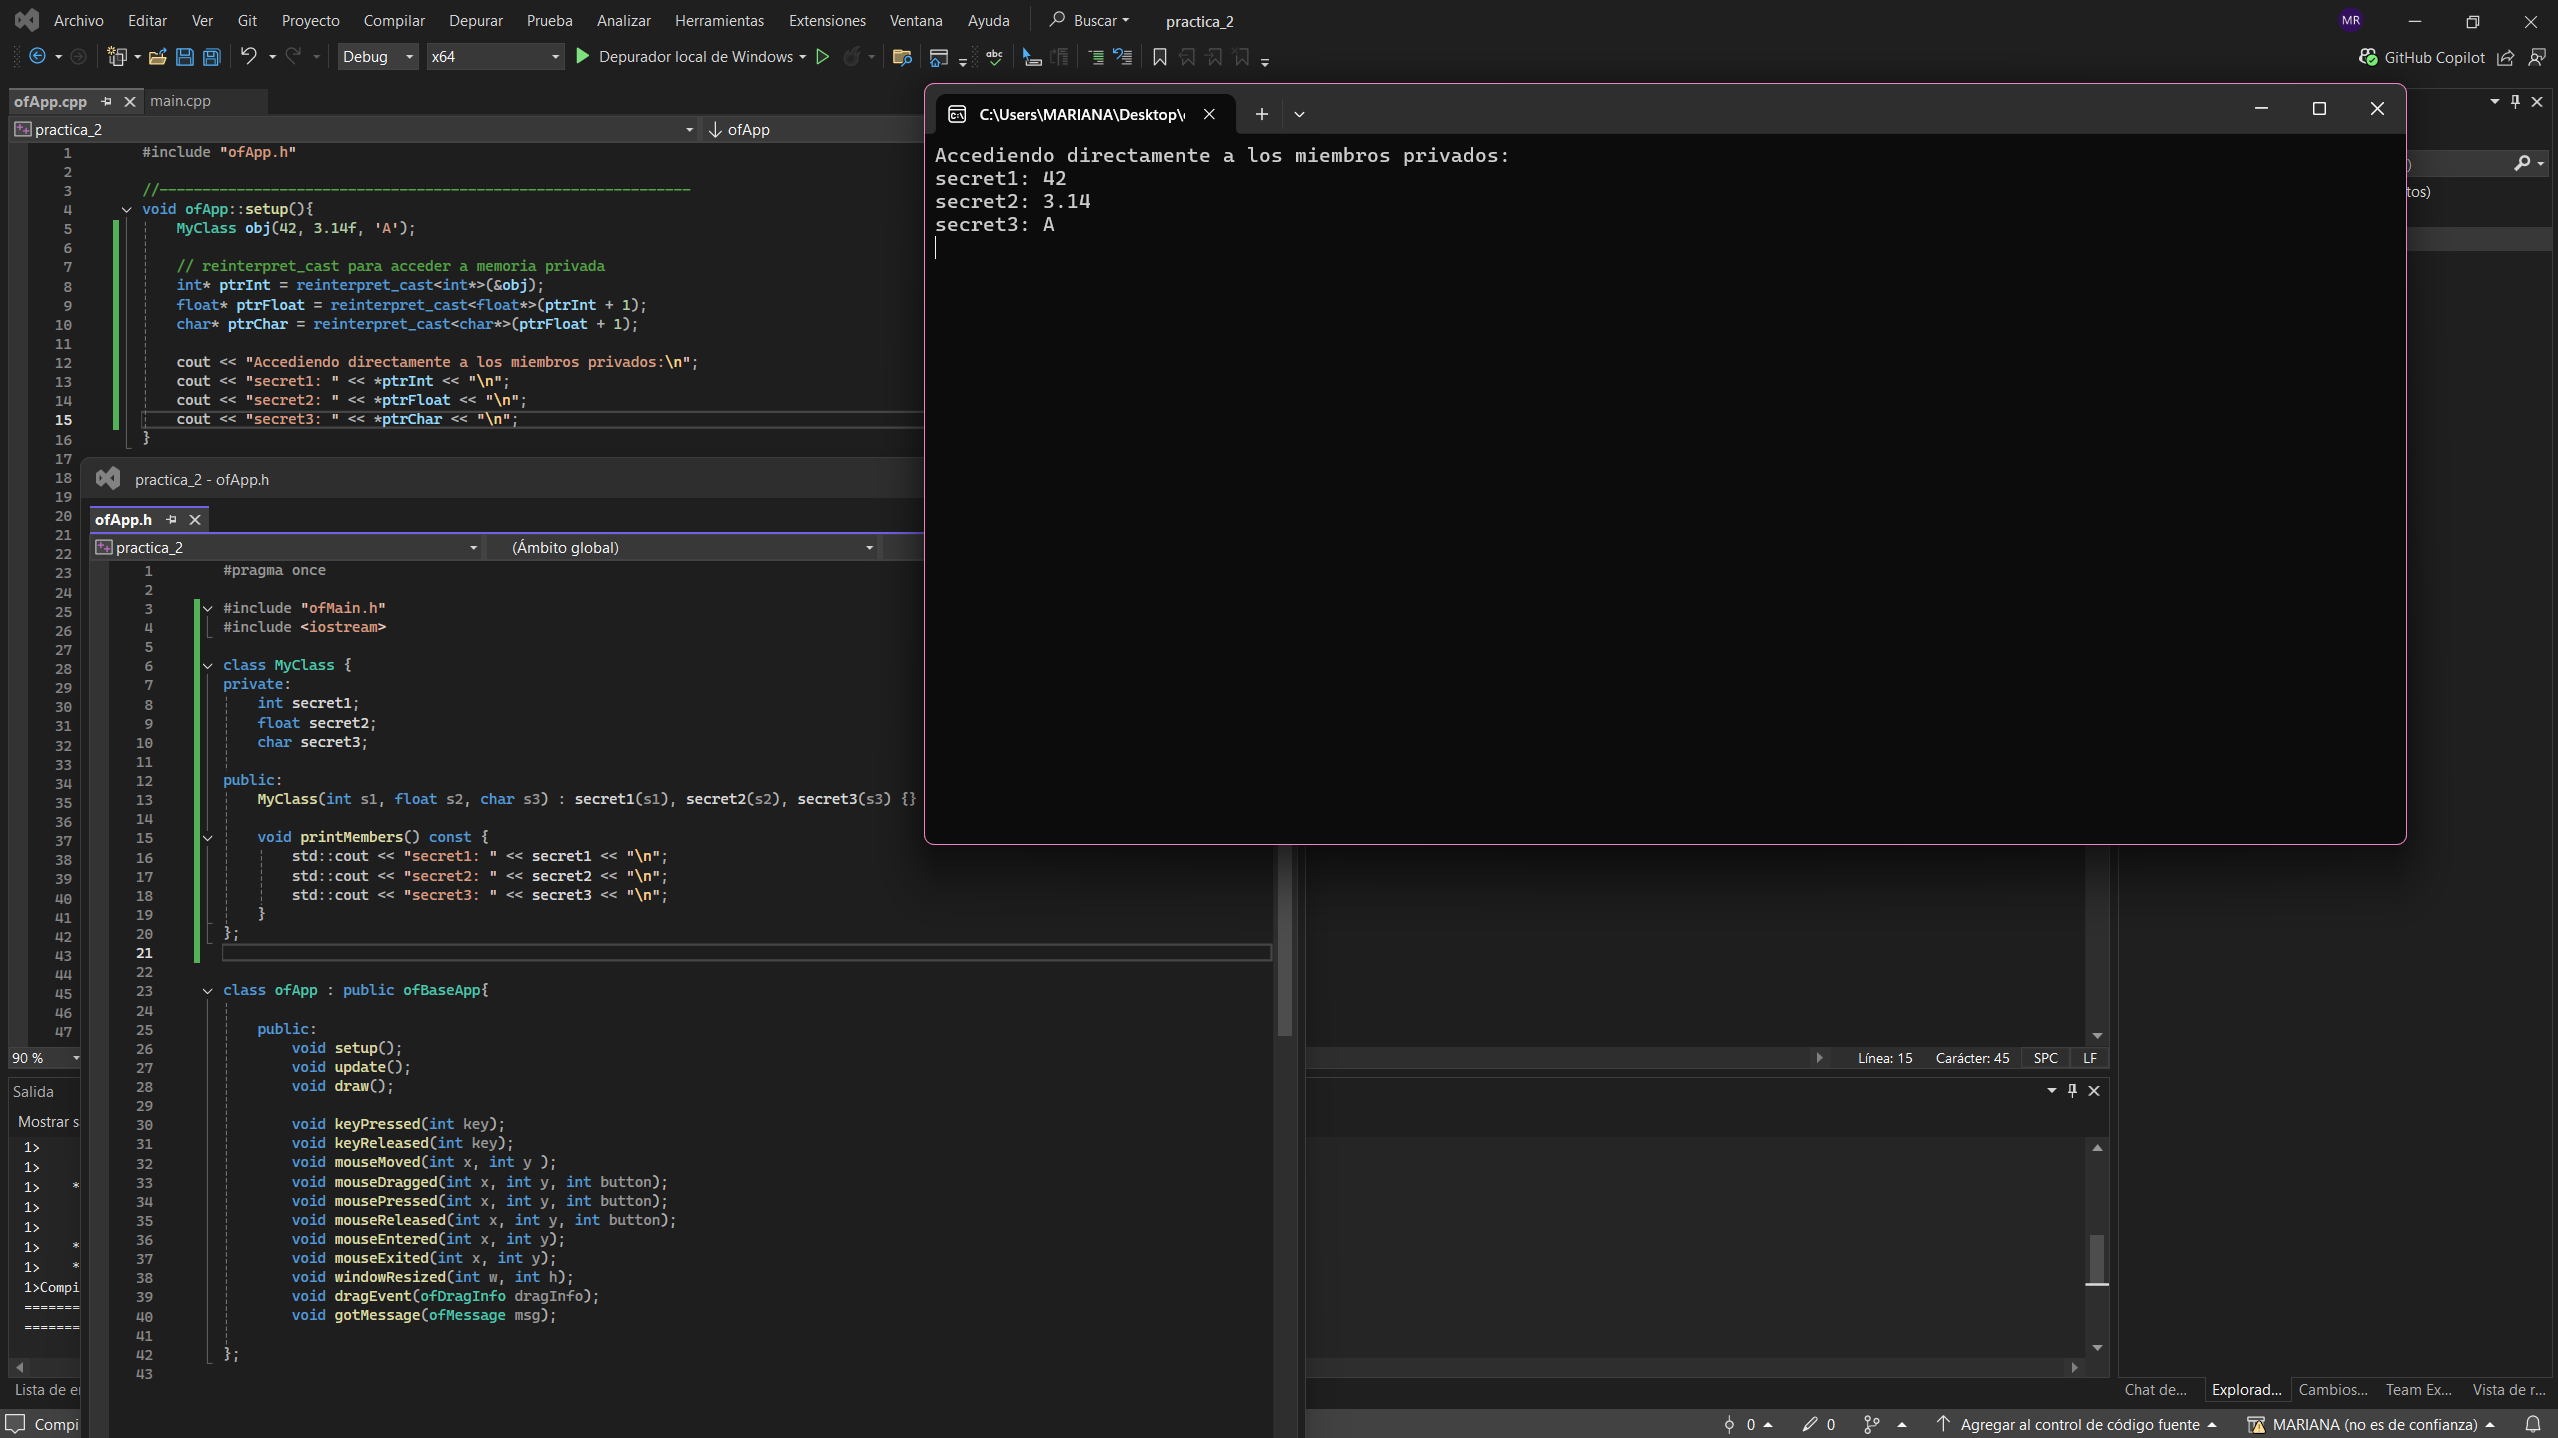 Archivo Editar Ver Git Proyecto Compilar Depurar Prueba Analizar Herramientas Extensiones Ventana Ayuda Buscar practica_2 MR
Debug x64 Depurador local de Windows abc GitHub Copilot
ofApp.cpp main.cpp
practica_2 ofApp
1 #include "ofApp.h"
2
3 //--------------------------------------------------------------
4 void ofApp::setup(){
5 MyClass obj(42, 3.14f, 'A');
6
7 // reinterpret_cast para acceder a memoria privada
8 int* ptrInt = reinterpret_cast<int*>(&obj);
9 float* ptrFloat = reinterpret_cast<float*>(ptrInt + 1);
10 char* ptrChar = reinterpret_cast<char*>(ptrFloat + 1);
11
12 cout << "Accediendo directamente a los miembros privados:\n";
13 cout << "secret1: " << *ptrInt << "\n";
14 cout << "secret2: " << *ptrFloat << "\n";
15 cout << "secret3: " << *ptrChar << "\n";
16 }
17
18
19
20
21
22
23
24
25
26
27
28
29
30
31
32
33
34
35
36
37
38
39
40
41
42
43
44
45
46
47
90 %
C:\Users\MARIANA\Desktop\
Accediendo directamente a los miembros privados:
secret1: 42
secret2: 3.14
secret3: A
tos)
practica_2 - ofApp.h
ofApp.h
practica_2 (Ámbito global)
1 #pragma once
2
3 #include "ofMain.h"
4 #include <iostream>
5
6 class MyClass {
7 private:
8 int secret1;
9 float secret2;
10 char secret3;
11
12 public:
13 MyClass(int s1, float s2, char s3) : secret1(s1), secret2(s2), secret3(s3) {}
14
15 void printMembers() const {
16 std::cout << "secret1: " << secret1 << "\n";
17 std::cout << "secret2: " << secret2 << "\n";
18 std::cout << "secret3: " << secret3 << "\n";
19 }
20 };
21
22
23 class ofApp : public ofBaseApp{
24
25 public:
26 void setup();
27 void update();
28 void draw();
29
30 void keyPressed(int key);
31 void keyReleased(int key);
32 void mouseMoved(int x, int y );
33 void mouseDragged(int x, int y, int button);
34 void mousePressed(int x, int y, int button);
35 void mouseReleased(int x, int y, int button);
36 void mouseEntered(int x, int y);
37 void mouseExited(int x, int y);
38 void windowResized(int w, int h);
39 void dragEvent(ofDragInfo dragInfo);
40 void gotMessage(ofMessage msg);
41
42 };
43
Línea: 15 Carácter: 45 SPC LF
Salida
Mostrar s
1>
1>
1> *
1>
1>
1> *
1> *
1>Compi
=======
=======
Lista de e
Chat de... Explorad... Cambios... Team Ex... Vista de r...
Compi
0 0 Agregar al control de código fuente MARIANA (no es de confianza)